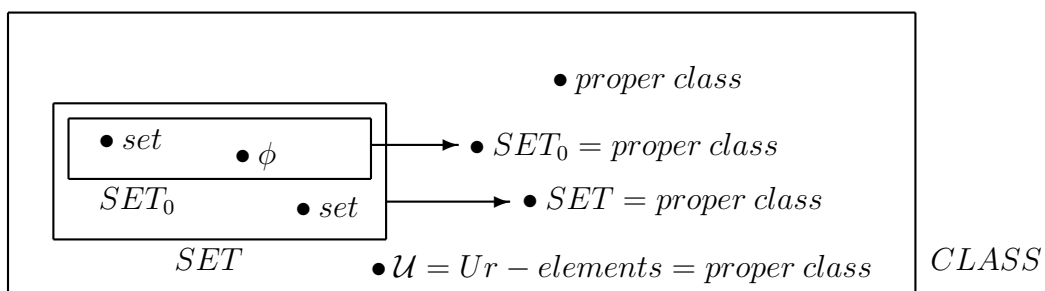 • proper class
• set
• ϕ
• SET₀ = proper class
SET₀
• set
• SET = proper class
SET
• 𝒰 = Ur − elements = proper class
CLASS